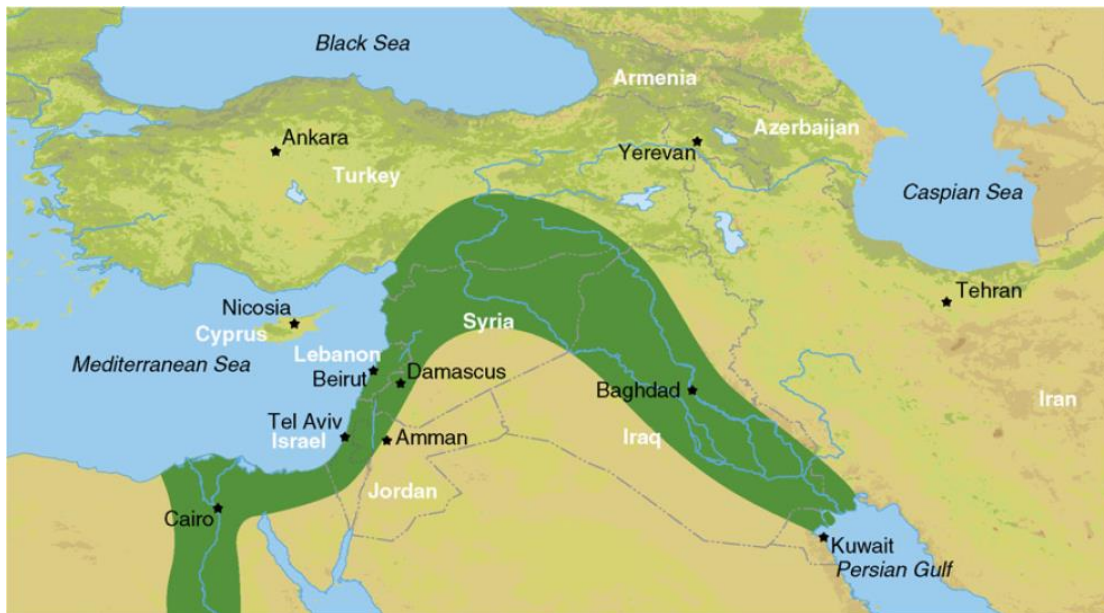 Black Sea
Armenia
Ankara
Azerbaijan
Yerevan
Turkey
Caspian Sea
Tehran
Nicosia
Syria
Cyprus
Lebanon
Mediterranean Sea
Beirut
Damascus
Baghdad
Iran
Tel Aviv
Israel
Amman
Iraq
Jordan
Cairo
Kuwait
Persian Gulf